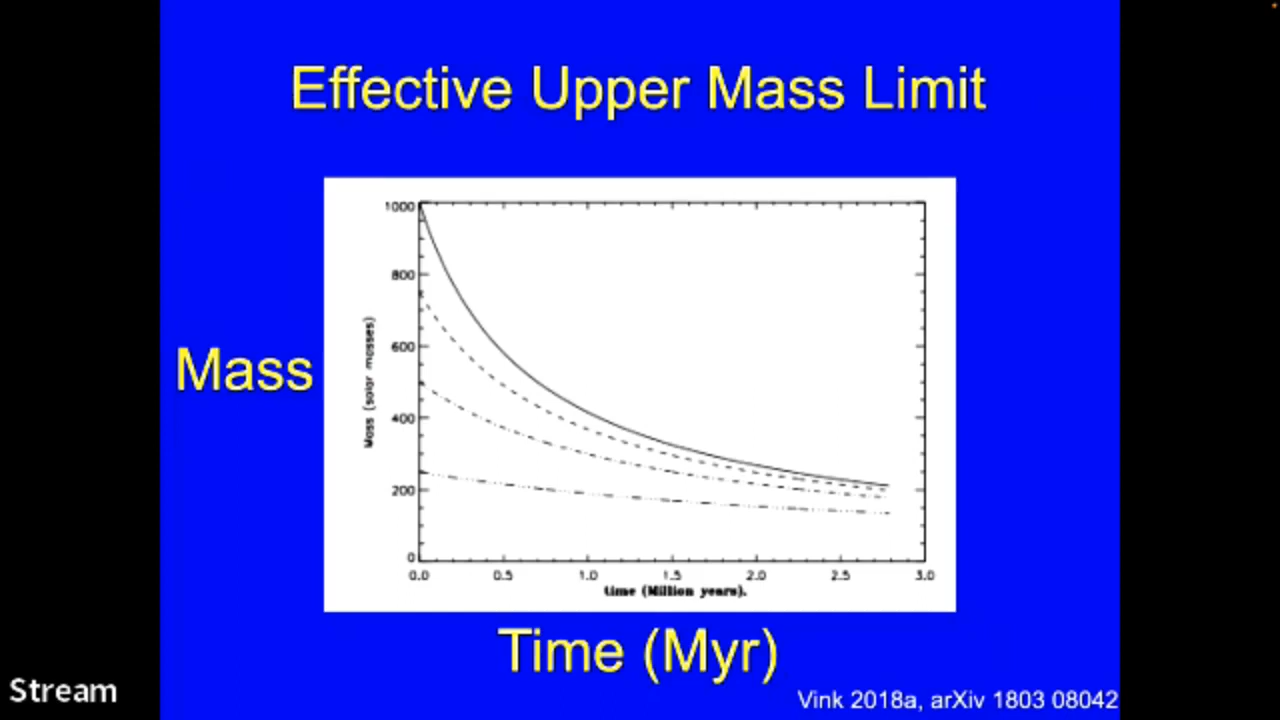 Effective Upper Mass Limit
1000
800
600
400
200
0
Mass (solar masses)
Mass
0.0 0.5 1.0 1.5 2.0 2.5 3.0
time (Million years).
Time (Myr)
Stream
Vink 2018a, arXiv 1803 08042